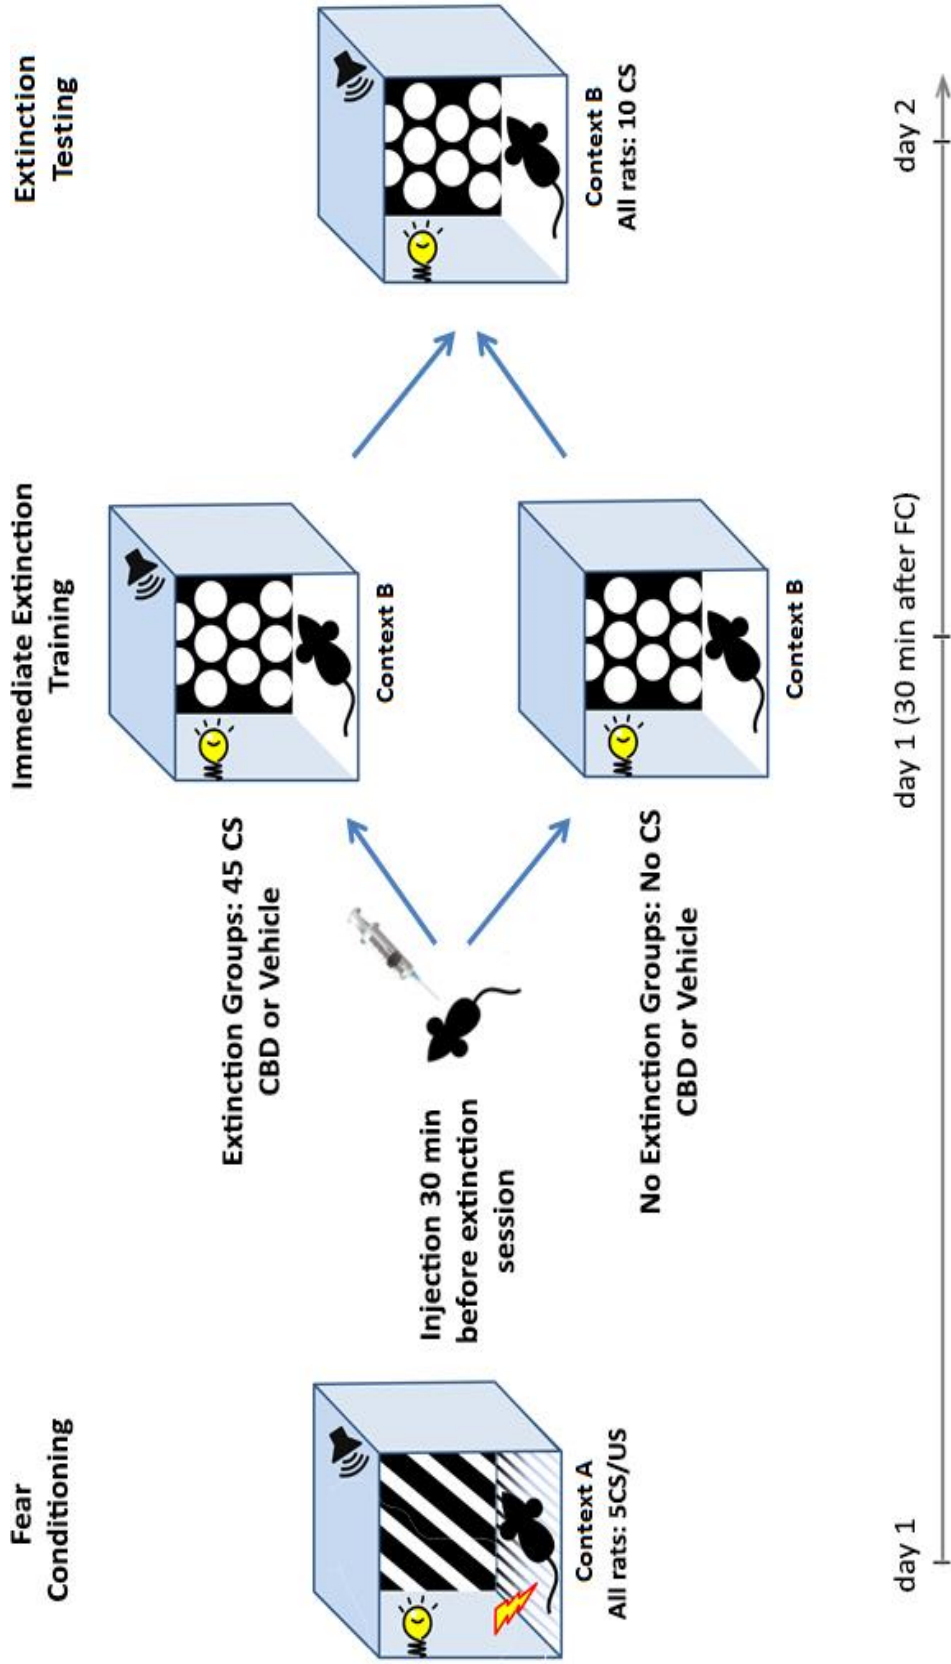 Fear
Conditioning
Immediate Extinction
Training
Extinction
Testing
Extinction Groups: 45 CS
CBD or Vehicle
Context B
Injection 30 min
before extinction
session
Context A
All rats: 5CS/US
Context B
All rats: 10 CS
No Extinction Groups: No CS
CBD or Vehicle
Context B
day 1
day 1 (30 min after FC)
day 2